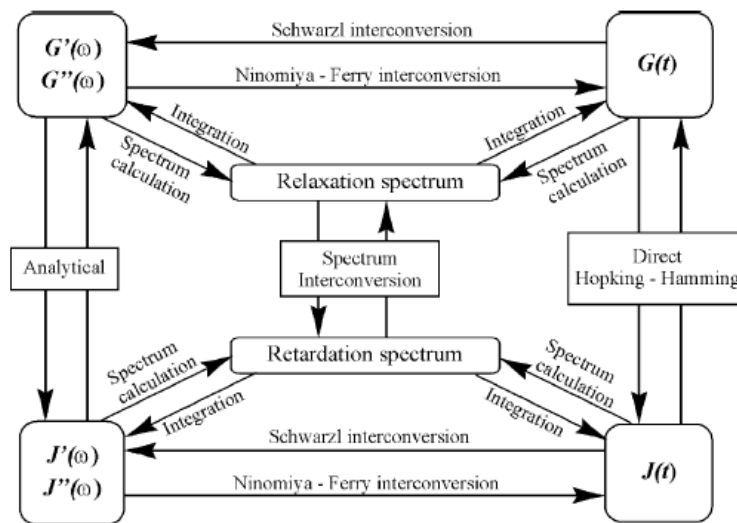 Schwarzl interconversion
G'(ω)
G''(ω)
G(t)
Ninomiya - Ferry interconversion
Integration
Integration
Spectrum
calculation
Spectrum
calculation
Relaxation spectrum
Analytical
Spectrum
Interconversion
Direct
Hopking - Hamming
Retardation spectrum
Spectrum
calculation
Spectrum
calculation
Integration
Integration
Schwarzl interconversion
J'(ω)
J''(ω)
J(t)
Ninomiya - Ferry interconversion